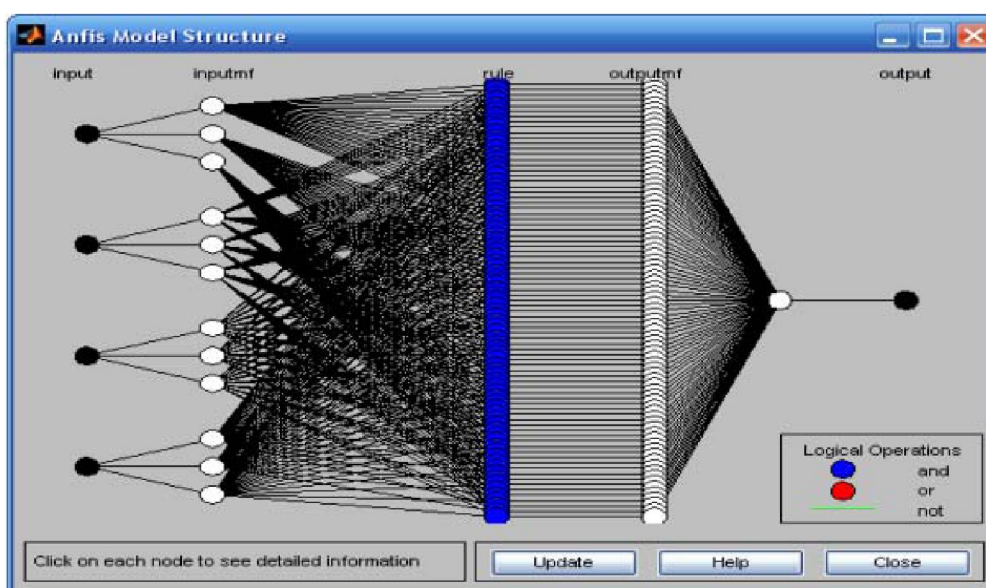 Anfis Model Structure
input inputmf rule outputmf output
Logical Operations
and
or
not
Click on each node to see detailed information
Update Help Close